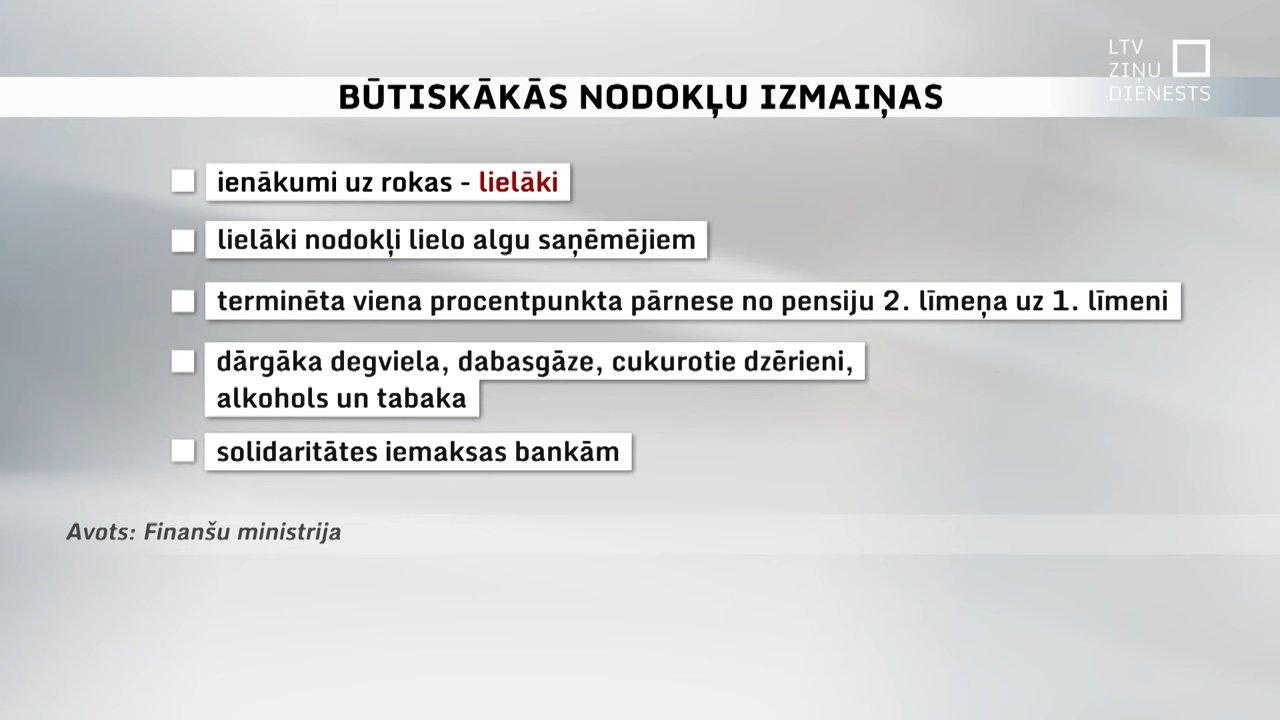 LTV
ZIŅU
DIENESTS
BŪTISKĀKĀS NODOKĻU IZMAIŅAS
ienākumi uz rokas - lielāki
lielāki nodokļi lielo algu saņēmējiem
terminēta viena procentpunkta pārnese no pensiju 2. līmeņa uz 1. līmeni
dārgāka degviela, dabasgāze, cukurotie dzērieni,
alkohols un tabaka
solidaritātes iemaksas bankām
Avots: Finanšu ministrija